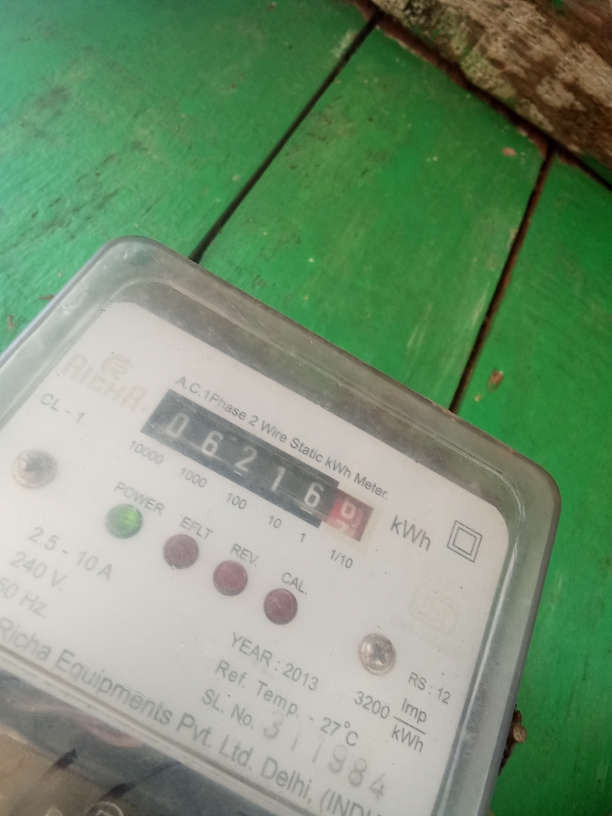 RICHA
A.C.1Phase 2 Wire Static kWh Meter.
CL - 1
06216
kWh
10000 1000 100 10 1 1/10
POWER EFLT REV. CAL.
2.5 - 10 A
240 V.
50 Hz.
ISI
YEAR : 2013
RS : 12
Ref. Temp. - 27°C
3200 Imp
kWh
SL. No. 311984
Richa Equipments Pvt. Ltd. Delhi,